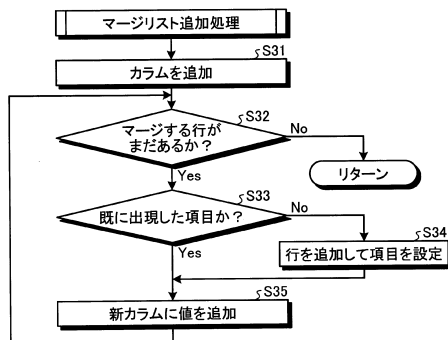 マージリスト追加処理
S31
カラムを追加
S32
マージする行が
まだあるか？
No
Yes
リターン
S33
既に出現した項目か？
No
Yes
S34
行を追加して項目を設定
S35
新カラムに値を追加